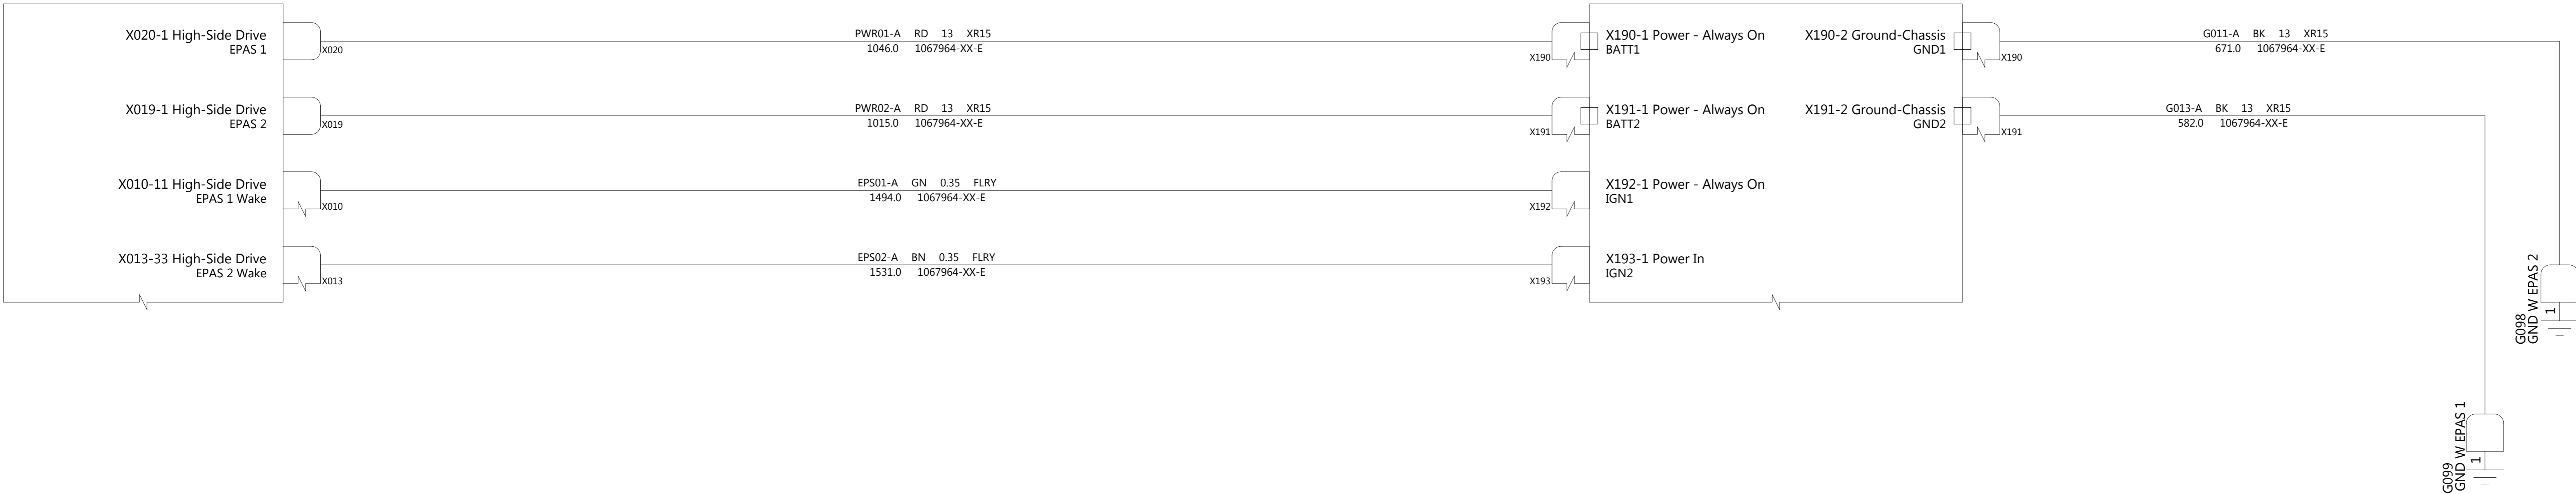 X020-1 High-Side Drive
EPAS 1
X020
PWR01-A RD 13 XR15
1046.0 1067964-XX-E
X190
X190-1 Power - Always On
BATT1
X190-2 Ground-Chassis
GND1
X190
G011-A BK 13 XR15
671.0 1067964-XX-E
X019-1 High-Side Drive
EPAS 2
X019
PWR02-A RD 13 XR15
1015.0 1067964-XX-E
X191
X191-1 Power - Always On
BATT2
X191-2 Ground-Chassis
GND2
X191
G013-A BK 13 XR15
582.0 1067964-XX-E
X010-11 High-Side Drive
EPAS 1 Wake
X010
EPS01-A GN 0.35 FLRY
1494.0 1067964-XX-E
X192
X192-1 Power - Always On
IGN1
X013-33 High-Side Drive
EPAS 2 Wake
X013
EPS02-A BN 0.35 FLRY
1531.0 1067964-XX-E
X193
X193-1 Power In
IGN2
G098
GND W EPAS 2
1
G099
GND W EPAS 1
1